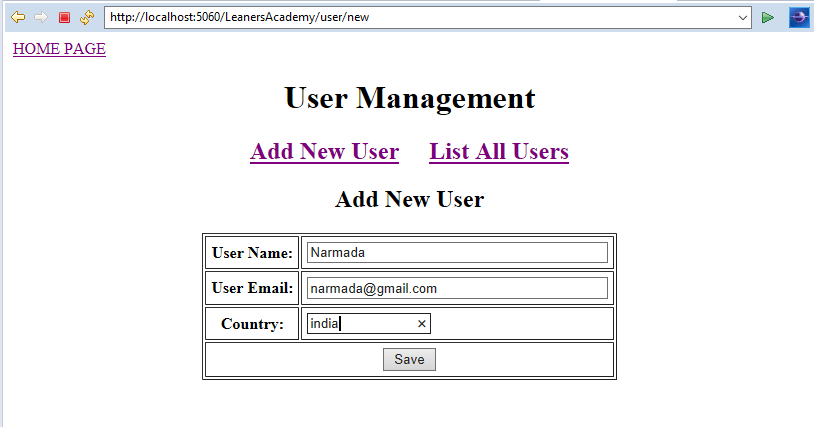 http://localhost:5060/LeanersAcademy/user/new
HOME PAGE
User Management
Add New User List All Users
Add New User
User Name: Narmada
User Email: narmada@gmail.com
Country: india
Save